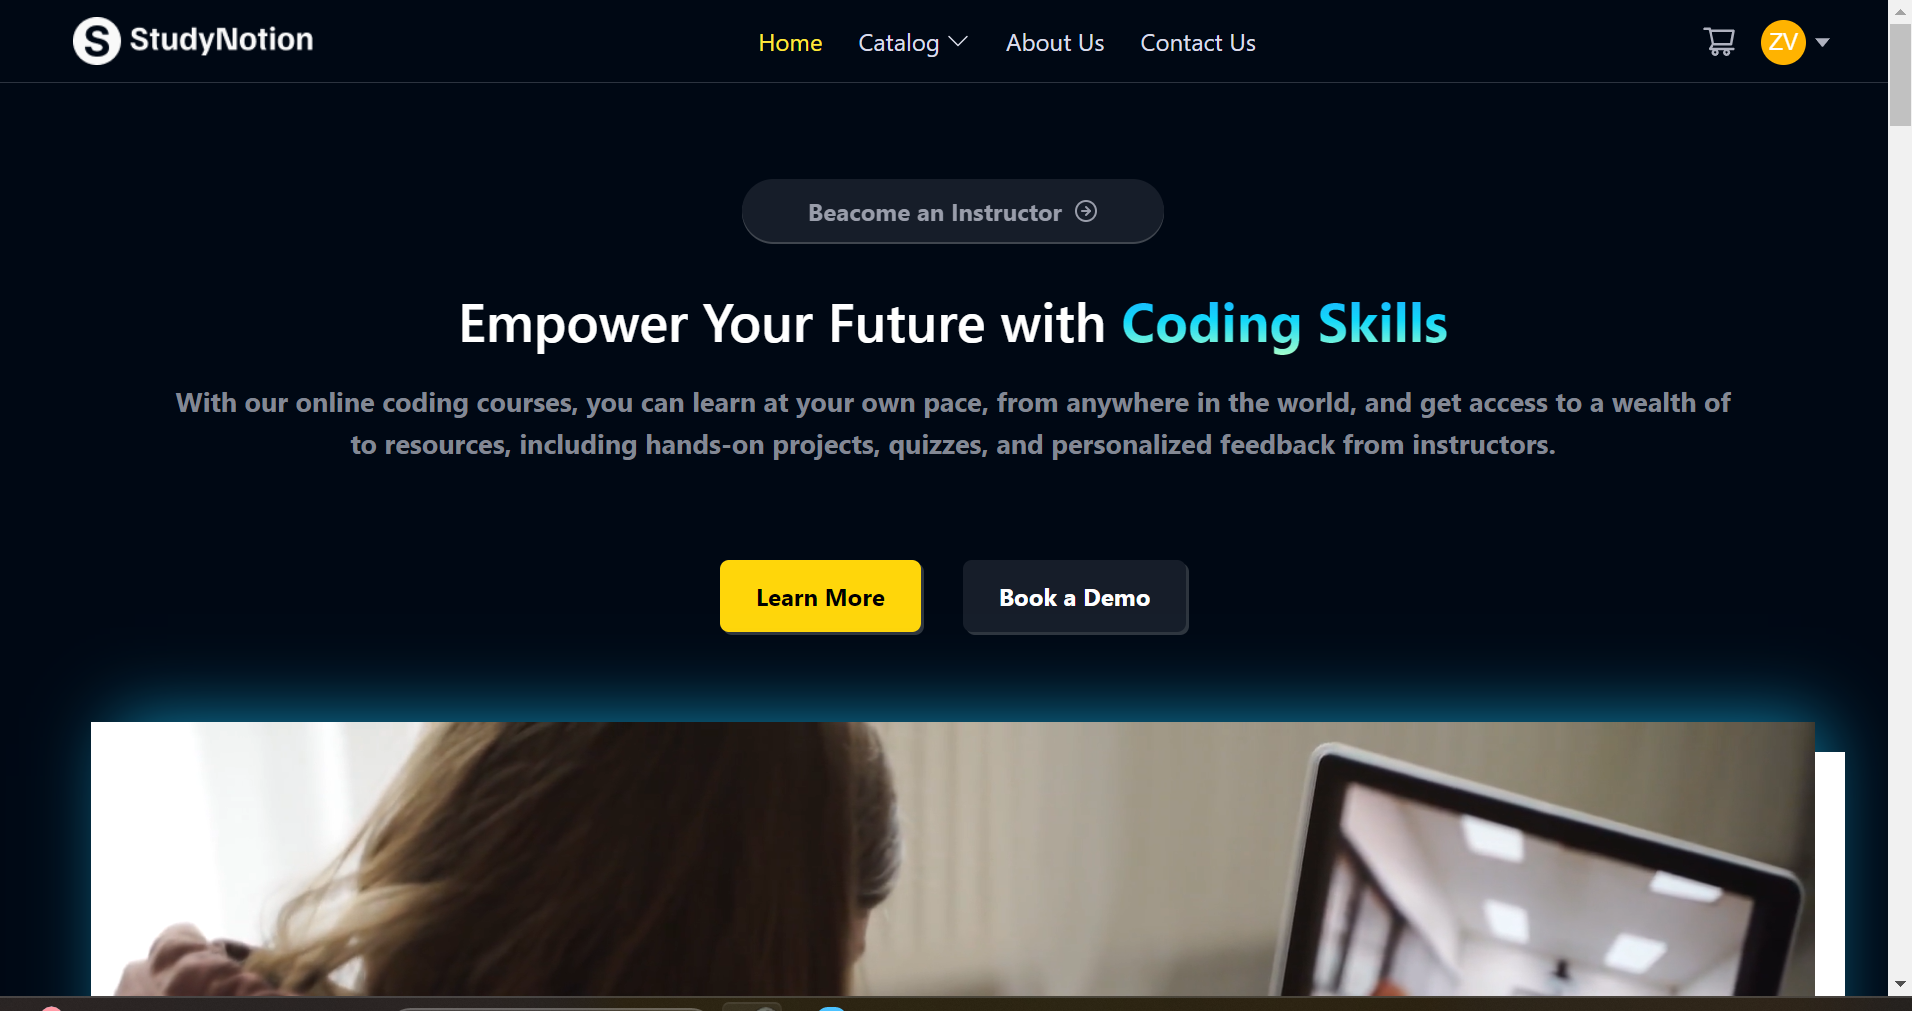 S StudyNotion
Home Catalog About Us Contact Us ZV
Beacome an Instructor
Empower Your Future with Coding Skills
With our online coding courses, you can learn at your own pace, from anywhere in the world, and get access to a wealth of
to resources, including hands-on projects, quizzes, and personalized feedback from instructors.
Learn More Book a Demo